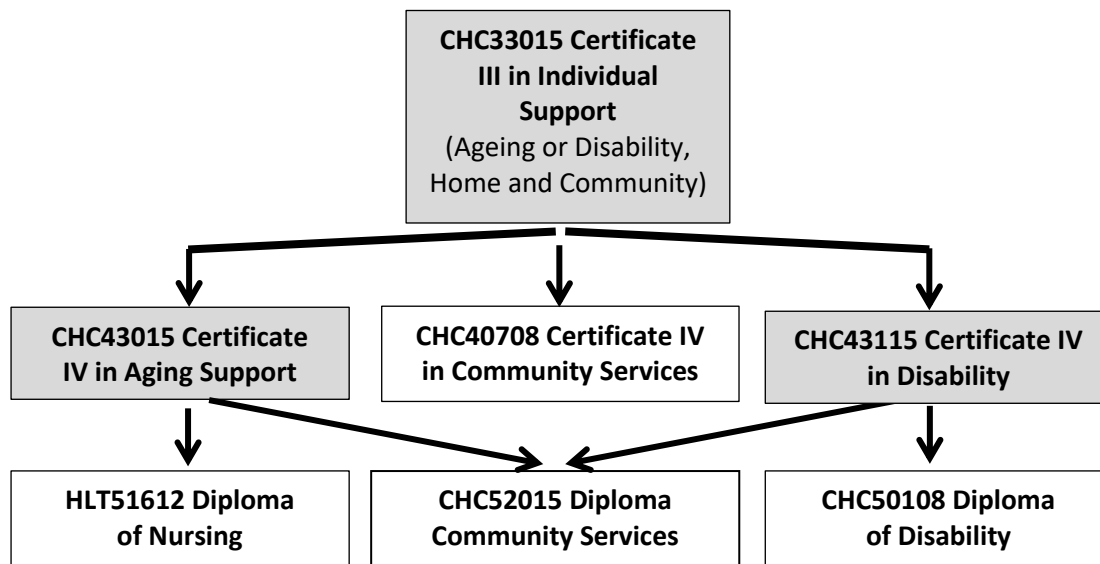 CHC33015 Certificate
III in Individual
Support
(Ageing or Disability,
Home and Community)
CHC43015 Certificate
IV in Aging Support
CHC40708 Certificate IV
in Community Services
CHC43115 Certificate IV
in Disability
HLT51612 Diploma
of Nursing
CHC52015 Diploma
Community Services
CHC50108 Diploma
of Disability